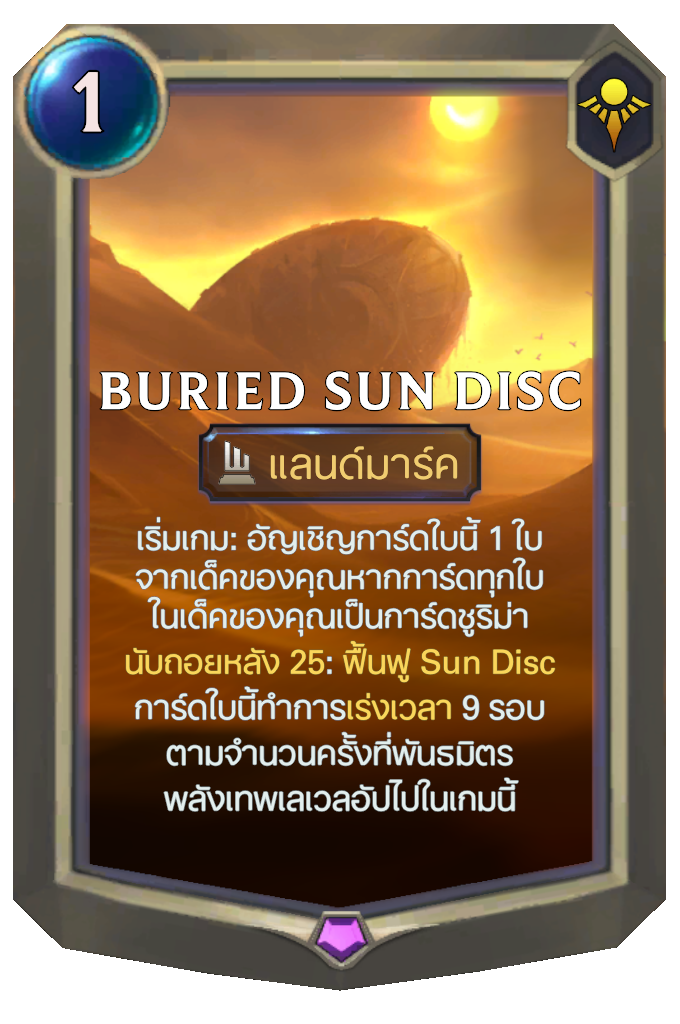 1
BURIED SUN DISC
แลนด์มาร์ค
เริ่มเกม: อัญเชิญการ์ดใบนี้ 1 ใบ
จากเด็คของคุณหากการ์ดทุกใบ
ในเด็คของคุณเป็นการ์ดชูริม่า
นับถอยหลัง 25: ฟื้นฟู Sun Disc
การ์ดใบนี้ทำการเร่งเวลา 9 รอบ
ตามจำนวนครั้งที่พันธมิตร
พลังเทพเลเวลอัปไปในเกมนี้